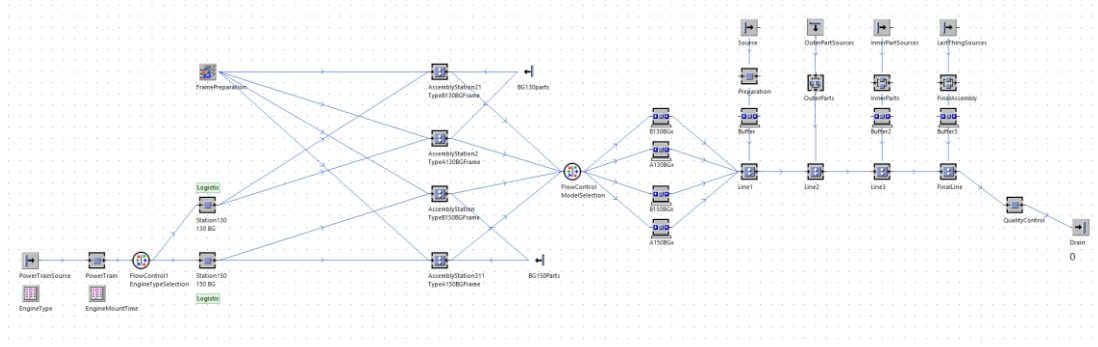 Source
OuterPartSources
InnerPartSources
LastThingSources
FramePreparation
AssemblyStation21
TypeB130BGFrame
BG130parts
Preparation
OuterParts
InnerParts
FinalAssembly
B130BGx
Buffer
Buffer2
Buffer3
AssemblyStation2
TypeA130BGFrame
A130BGx
FlowControl
ModelSelection
Line1
Line2
Line3
FinalLine
Logistic
Station130
130 BG
AssemblyStation
TypeB150BGFrame
B150BGx
A150BGx
QualityControl
Drain
0
PowerTrainSource
PowerTrain
FlowControl1
EngineTypeSelection
Station150
150 BG
AssemblyStation311
TypeA150BGFrame
BG150Parts
Logistic
EngineType
EngineMountTime